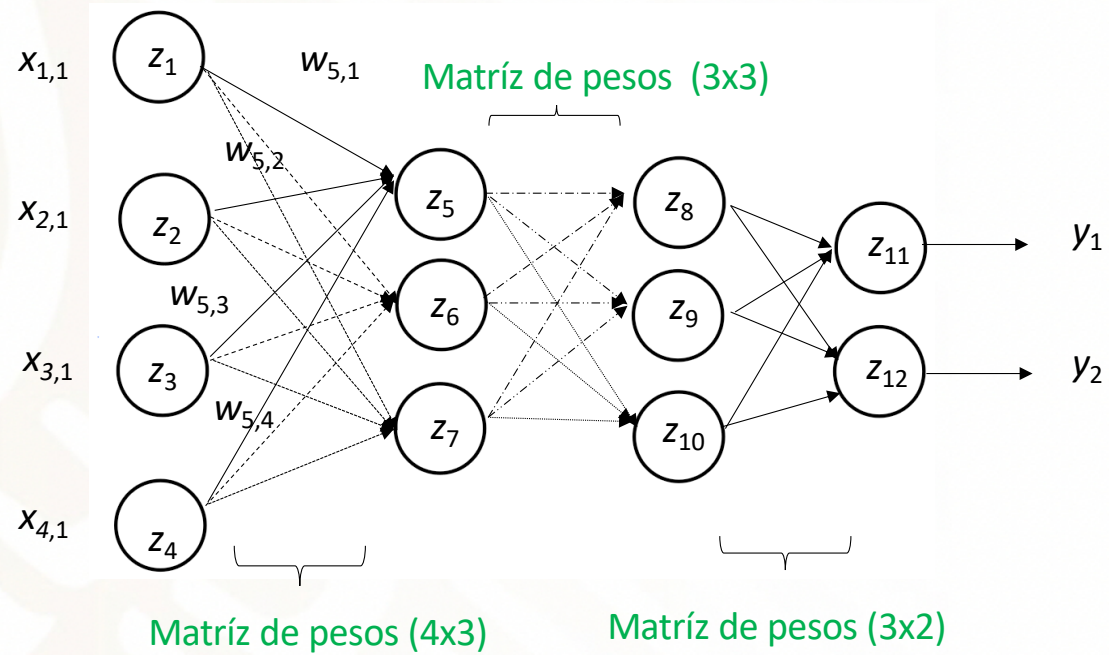 x1,1
z1
w5,1
Matríz de pesos (3x3)
w5,2
x2,1
z2
z5
z8
z11
y1
w5,3
z6
z9
x3,1
z3
z12
y2
w5,4
z7
z10
x4,1
z4
Matríz de pesos (4x3)
Matríz de pesos (3x2)